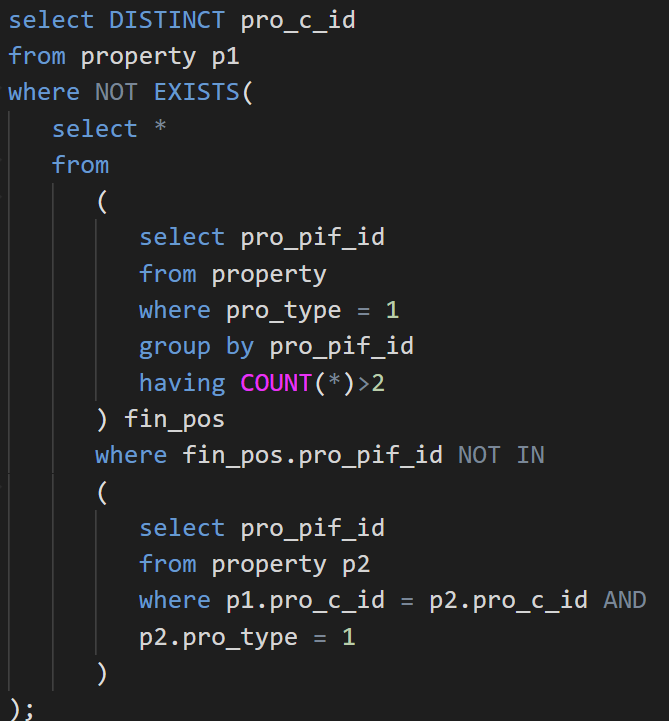 select DISTINCT pro_c_id
from property p1
where NOT EXISTS(
select *
from
(
select pro_pif_id
from property
where pro_type = 1
group by pro_pif_id
having COUNT(*)>2
) fin_pos
where fin_pos.pro_pif_id NOT IN
(
select pro_pif_id
from property p2
where p1.pro_c_id = p2.pro_c_id AND
p2.pro_type = 1
)
);